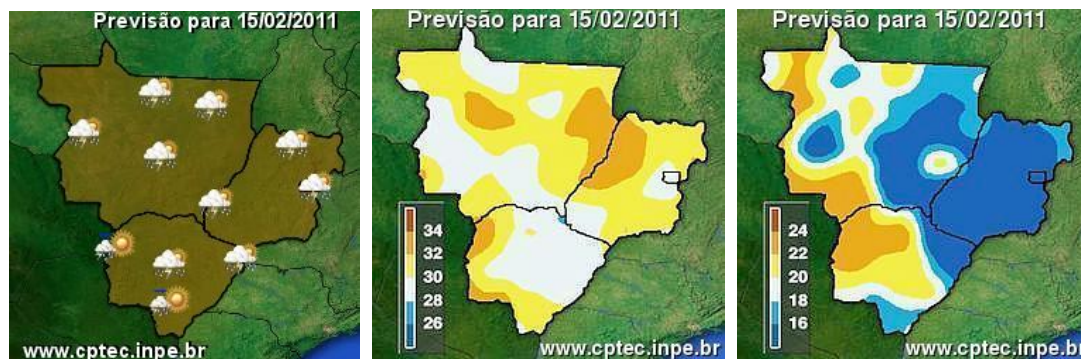 Previsão para 15/02/2011
www.cptec.inpe.br
Previsão para 15/02/2011
34
32
30
28
26
www.cptec.inpe.br
Previsão para 15/02/2011
24
22
20
18
16
www.cptec.inpe.br